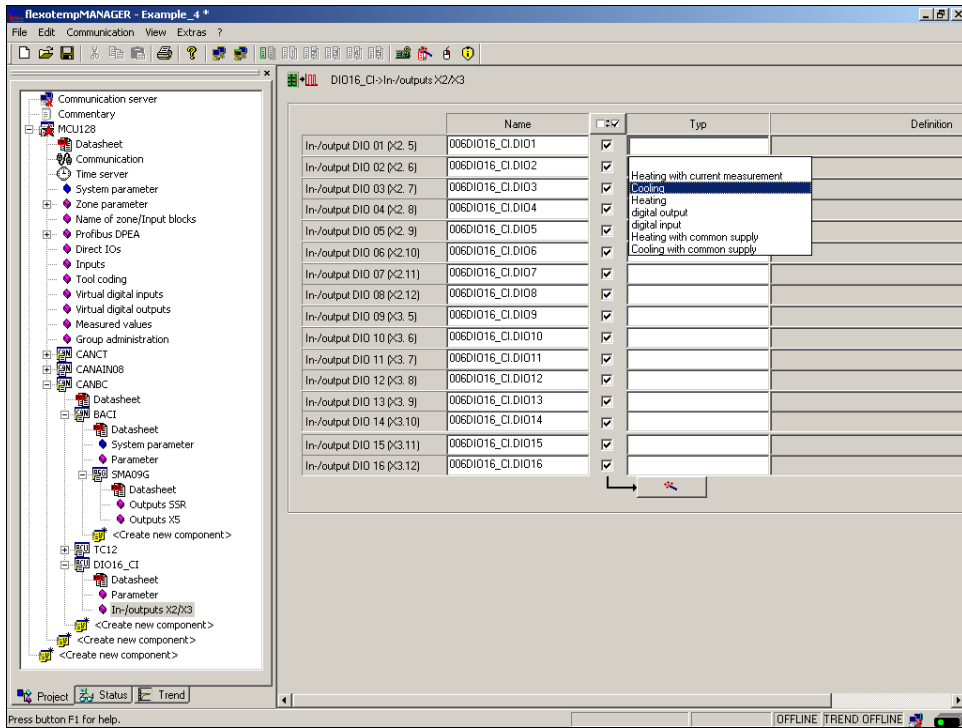 flexotempMANAGER - Example_4 *
File Edit Communication View Extras ?
DIO16_CI->In-/outputs X2/X3
Communication server
Commentary
MCU128
Datasheet
Communication
Time server
System parameter
Zone parameter
Name of zone/Input blocks
Profibus DPEA
Direct IOs
Inputs
Tool coding
Virtual digital inputs
Virtual digital outputs
Measured values
Group administration
CANCT
CANAIN08
CANBC
Datasheet
BACI
Datasheet
System parameter
Parameter
SMA09G
Datasheet
Outputs SSR
Outputs X5
<Create new component>
TC12
DIO16_CI
Datasheet
Parameter
In-/outputs X2/X3
<Create new component>
<Create new component>
<Create new component>
Project Status Trend
Name Typ Definition
In-/output DIO 01 (X2. 5) 006DIO16_CI.DIO1
In-/output DIO 02 (X2. 6) 006DIO16_CI.DIO2
In-/output DIO 03 (X2. 7) 006DIO16_CI.DIO3
In-/output DIO 04 (X2. 8) 006DIO16_CI.DIO4
In-/output DIO 05 (X2. 9) 006DIO16_CI.DIO5
In-/output DIO 06 (X2.10) 006DIO16_CI.DIO6
In-/output DIO 07 (X2.11) 006DIO16_CI.DIO7
In-/output DIO 08 (X2.12) 006DIO16_CI.DIO8
In-/output DIO 09 (X3. 5) 006DIO16_CI.DIO9
In-/output DIO 10 (X3. 6) 006DIO16_CI.DIO10
In-/output DIO 11 (X3. 7) 006DIO16_CI.DIO11
In-/output DIO 12 (X3. 8) 006DIO16_CI.DIO12
In-/output DIO 13 (X3. 9) 006DIO16_CI.DIO13
In-/output DIO 14 (X3.10) 006DIO16_CI.DIO14
In-/output DIO 15 (X3.11) 006DIO16_CI.DIO15
In-/output DIO 16 (X3.12) 006DIO16_CI.DIO16
Heating with current measurement
Cooling
Heating
digital output
digital input
Heating with common supply
Cooling with common supply
Press button F1 for help.
OFFLINE TREND OFFLINE